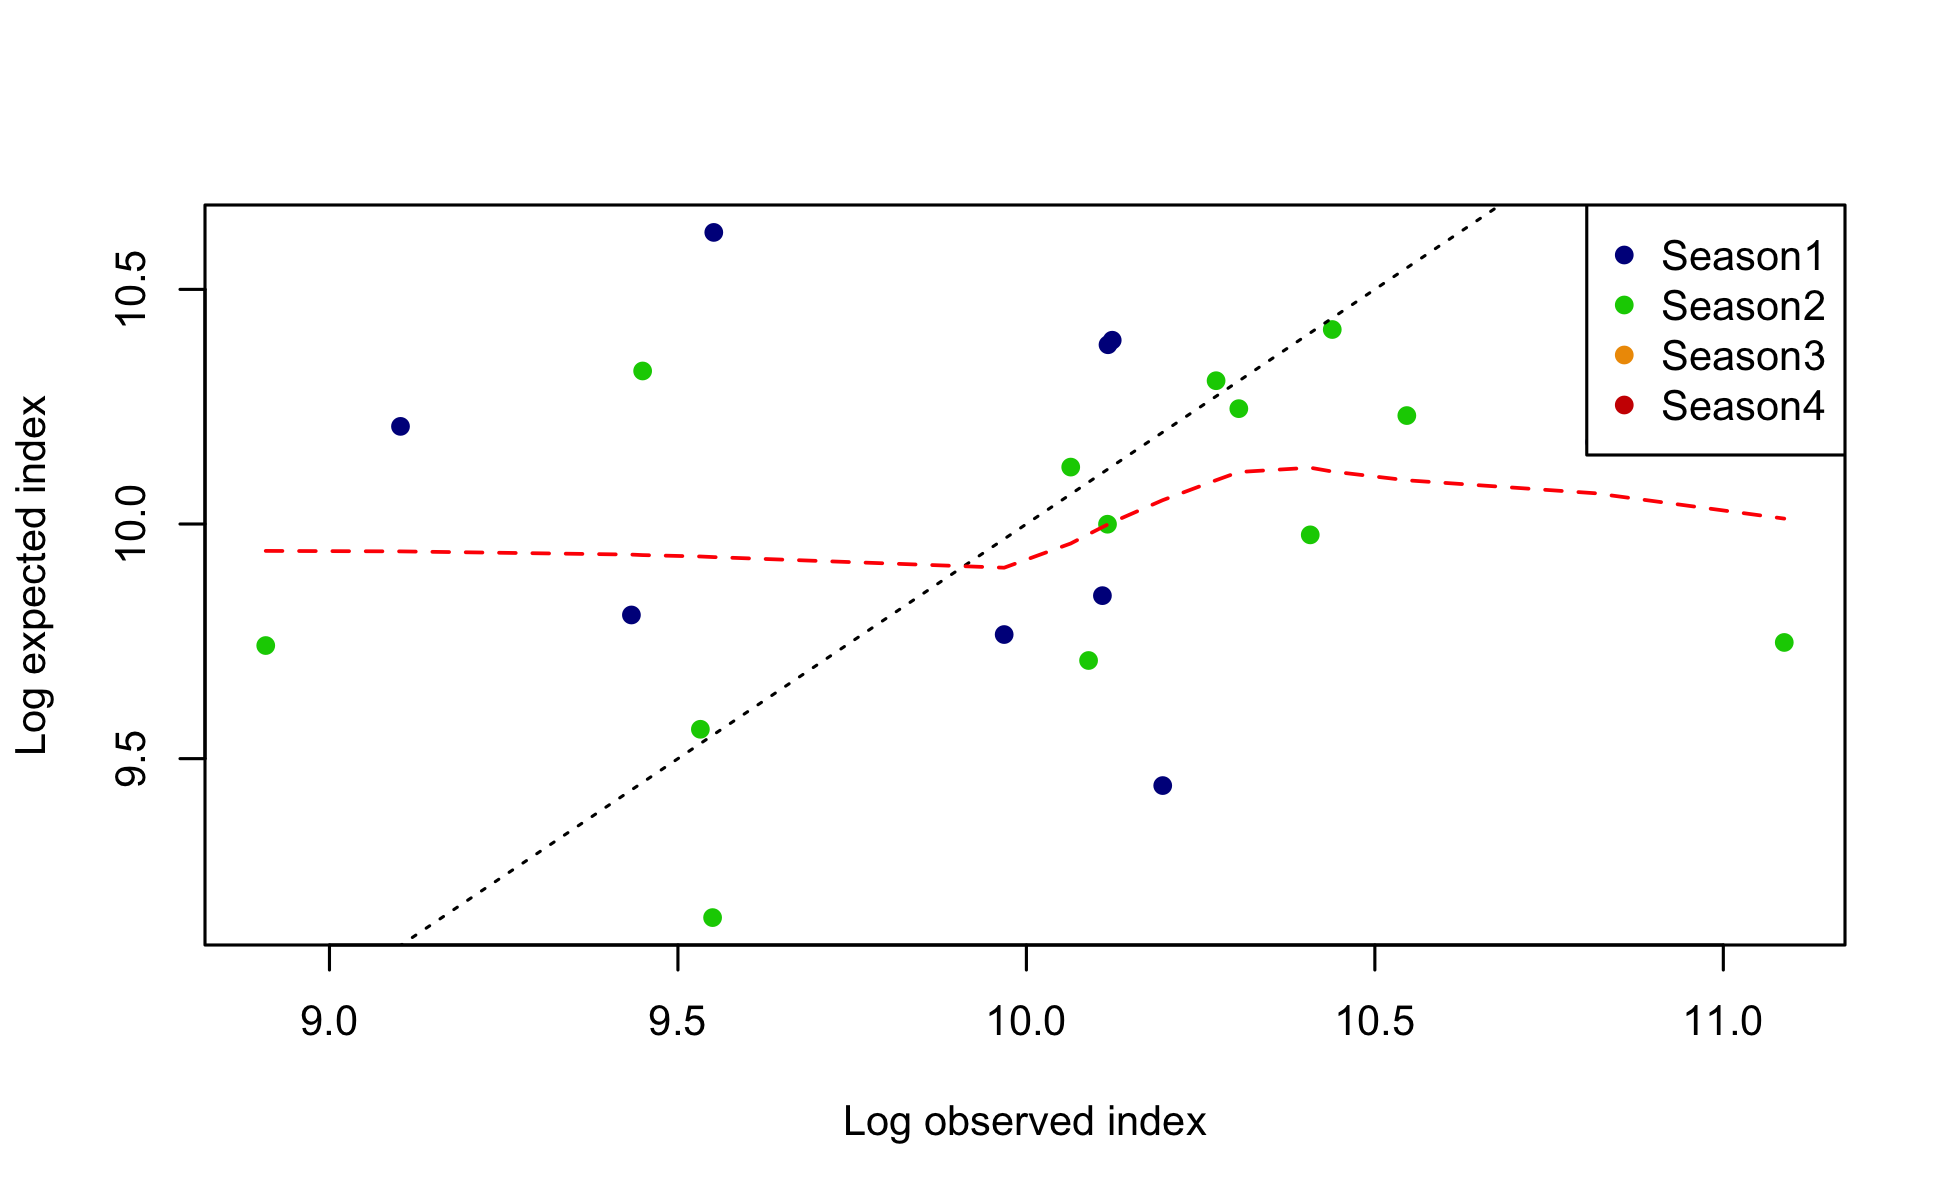 Season1
Season2
Season3
Season4
10.5
10.0
9.5
Log expected index
9.0 9.5 10.0 10.5 11.0
Log observed index